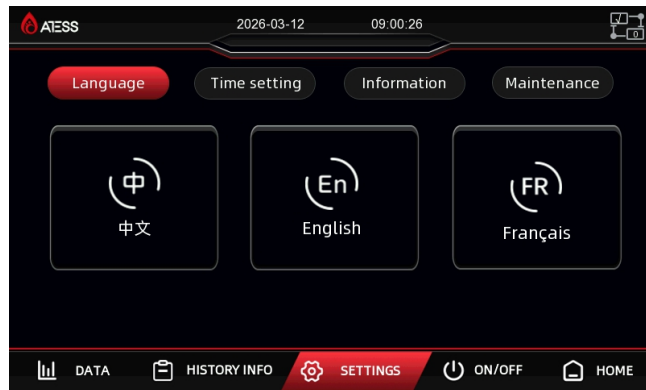 ATESS 2026-03-12 09:00:26
0
Language Time setting Information Maintenance
中 En FR
中文 English Français
DATA HISTORY INFO SETTINGS ON/OFF HOME